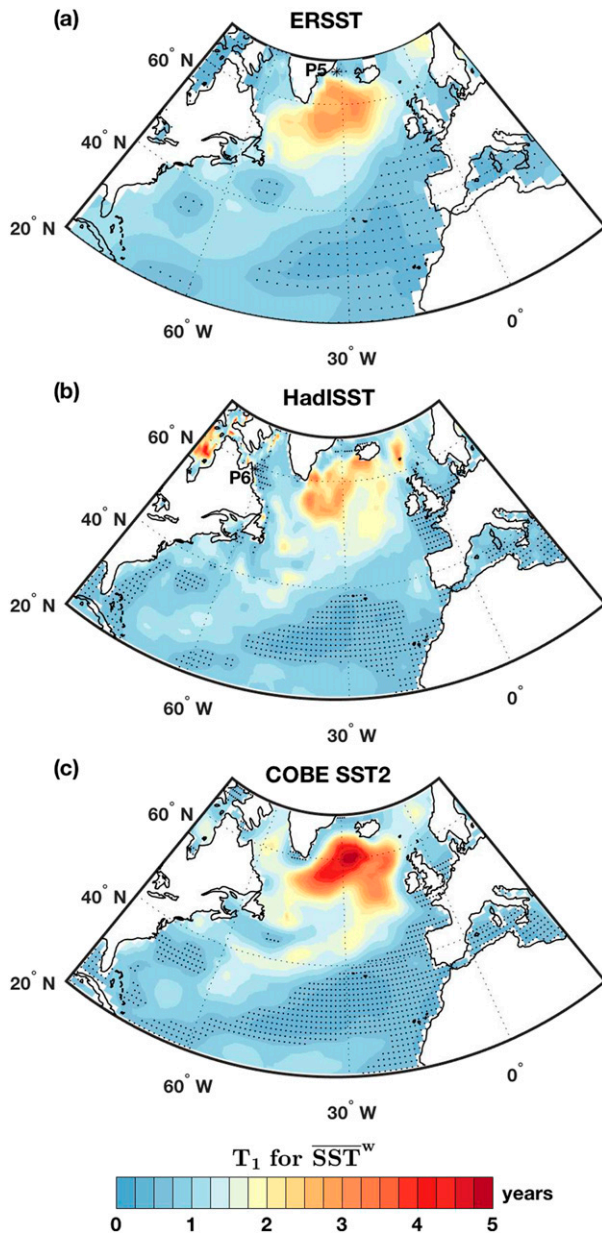 (a)
ERSST
60° N
P5
40° N
20° N
60° W
30° W
0°
(b)
HadISST
60° N
P6
40° N
20° N
60° W
30° W
0°
(c)
COBE SST2
60° N
40° N
20° N
60° W
30° W
0°
T₁ for SST̅ʷ
years
0 1 2 3 4 5